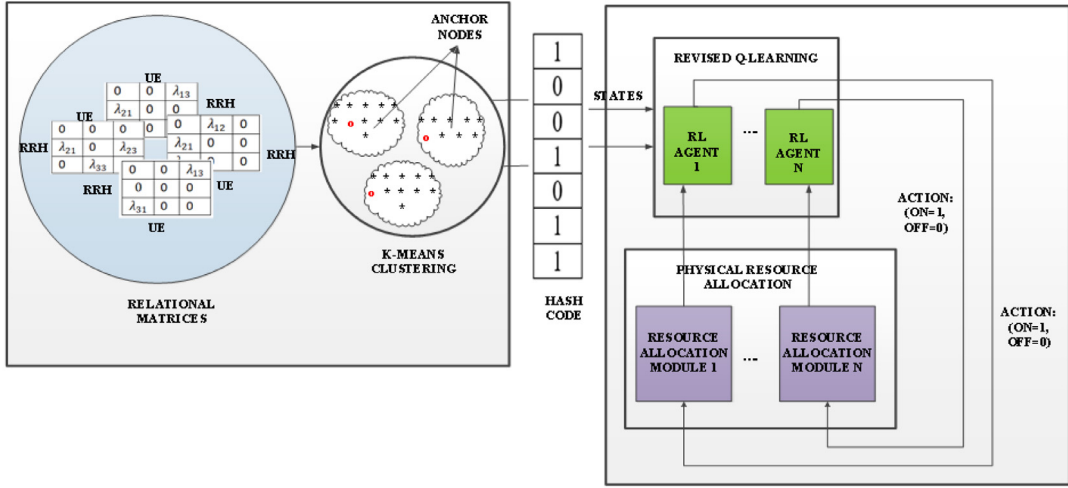 UE
0 0 λ13
λ21 0 0
0
RRH
UE
0 0 0
λ21 0 λ23
0 λ33
RRH
0 λ12 0
λ21 0 0
0 0
RRH
UE
RRH
0 0 λ13
0 0 0
λ31 0 0
UE
RELATIONAL
MATRICES
ANCHOR
NODES
K-MEANS
CLUSTERING
1
0
0
1
0
1
1
HASH
CODE
STATES
REVISED Q-LEARNING
RL
AGENT
1
...
RL
AGENT
N
ACTION:
(ON=1,
OFF=0)
PHYSICAL RESOURCE
ALLOCATION
RESOURCE
ALLOCATION
MODULE 1
...
RESOURCE
ALLOCATION
MODULE N
ACTION:
(ON=1,
OFF=0)